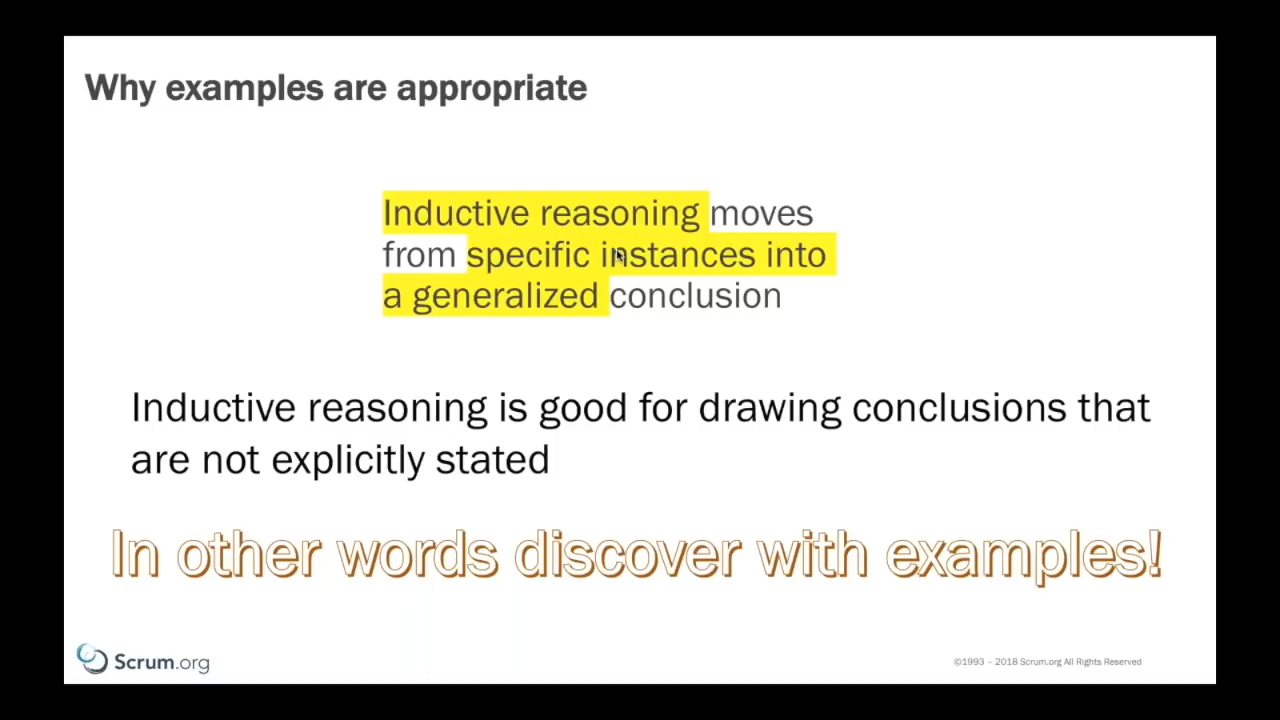 Why examples are appropriate
Inductive reasoning moves
from specific instances into
a generalized conclusion
Inductive reasoning is good for drawing conclusions that
are not explicitly stated
In other words discover with examples!
Scrum.org
©1993 - 2018 Scrum.org All Rights Reserved